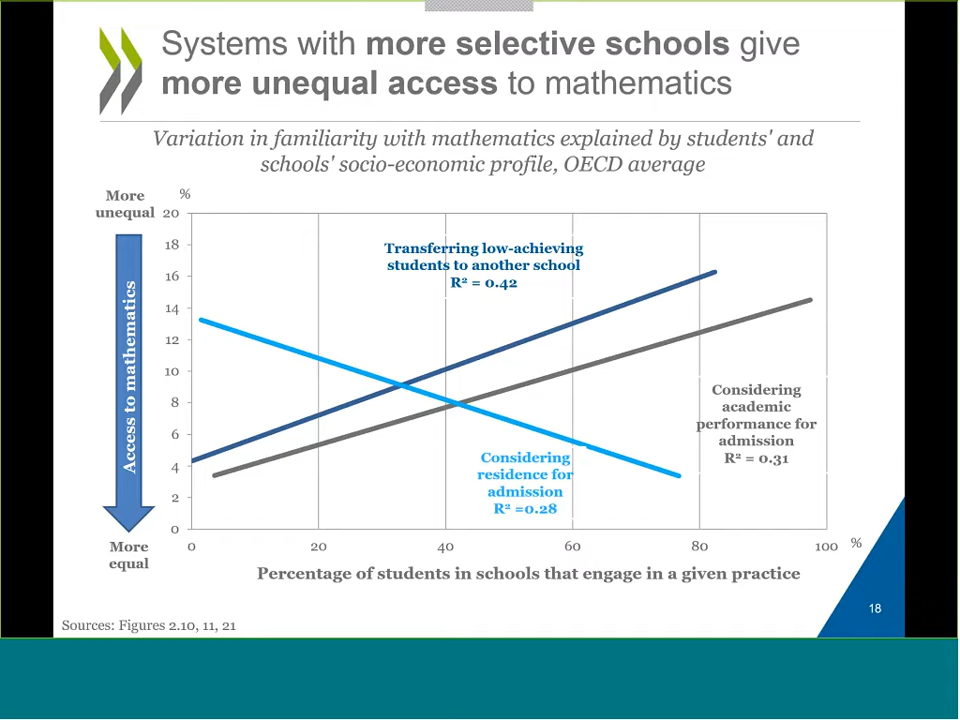 Systems with more selective schools give
more unequal access to mathematics
Variation in familiarity with mathematics explained by students' and
schools' socio-economic profile, OECD average
More
unequal
%
20
18
16
14
12
10
8
6
4
2
0
Access to mathematics
More
equal
Transferring low-achieving
students to another school
R² = 0.42
Considering
academic
performance for
admission
R² = 0.31
Considering
residence for
admission
R² =0.28
0 20 40 60 80 100 %
Percentage of students in schools that engage in a given practice
18
Sources: Figures 2.10, 11, 21